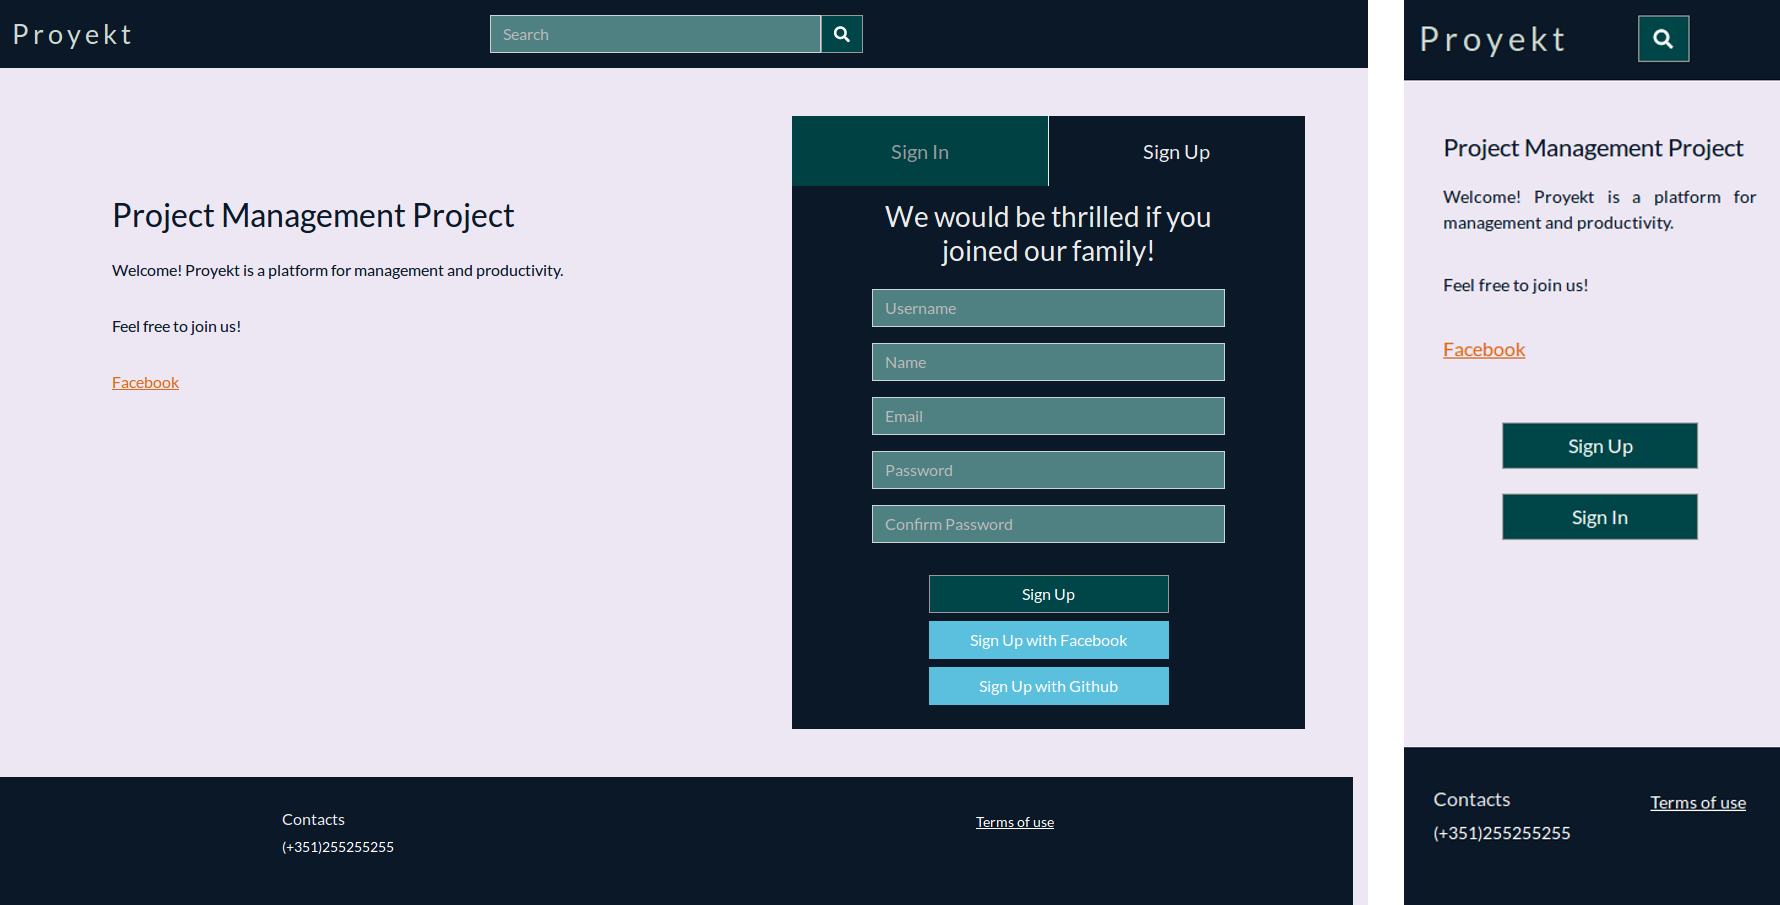 Proyekt
Search
Sign In
Sign Up
Project Management Project
Welcome! Proyekt is a platform for management and productivity.
Feel free to join us!
Facebook
We would be thrilled if you
joined our family!
Username
Name
Email
Password
Confirm Password
Sign Up
Sign Up with Facebook
Sign Up with Github
Contacts
(+351)255255255
Terms of use
Proyekt
Project Management Project
Welcome! Proyekt is a platform for
management and productivity.
Feel free to join us!
Facebook
Sign Up
Sign In
Contacts
(+351)255255255
Terms of use